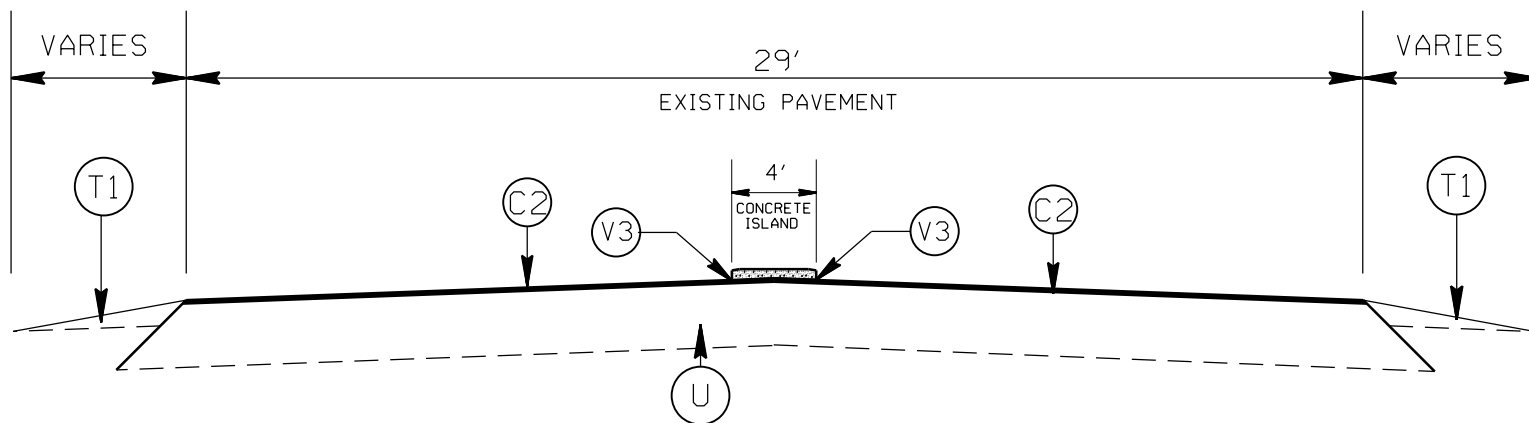 VARIES
29'
VARIES
EXISTING PAVEMENT
4'
CONCRETE
ISLAND
T1
C2
V3
V3
C2
T1
U